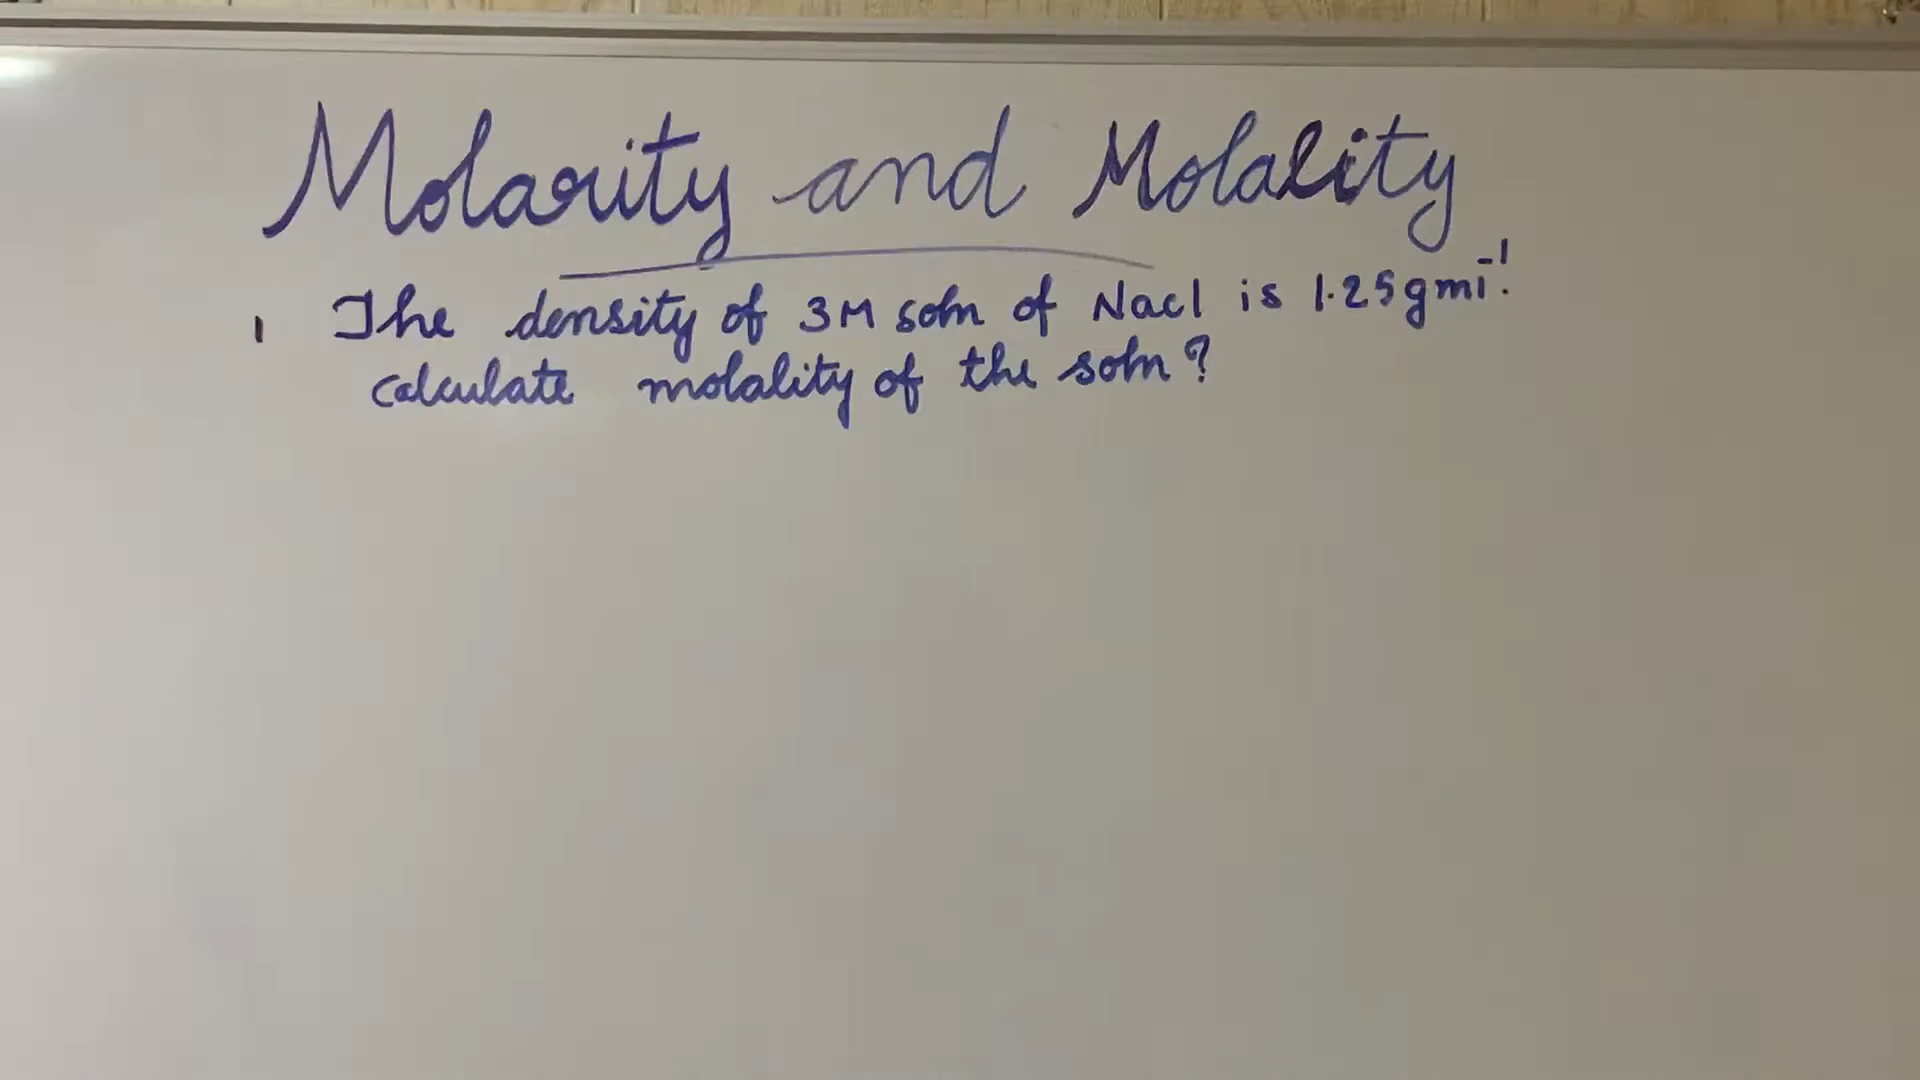 Molarity and Molality
1 The density of 3M soln of Nacl is 1.25gml⁻¹.
calculate molality of the soln?